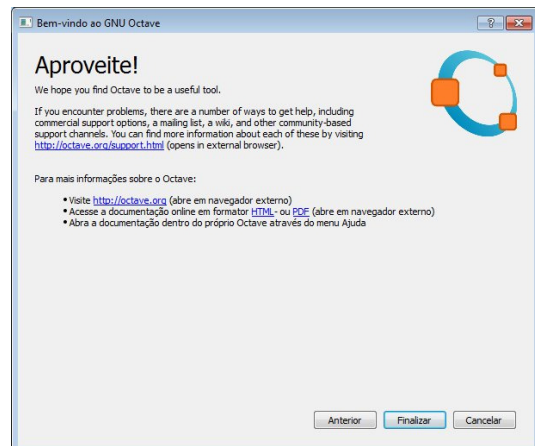 Bem-vindo ao GNU Octave
Aproveite!
We hope you find Octave to be a useful tool.
If you encounter problems, there are a number of ways to get help, including
commercial support options, a mailing list, a wiki, and other community-based
support channels. You can find more information about each of these by visiting
http://octave.org/support.html (opens in external browser).
Para mais informações sobre o Octave:
• Visite http://octave.org (abre em navegador externo)
• Acesse a documentação online em formator HTML- ou PDF (abre em navegador externo)
• Abra a documentação dentro do próprio Octave através do menu Ajuda
Anterior Finalizar Cancelar